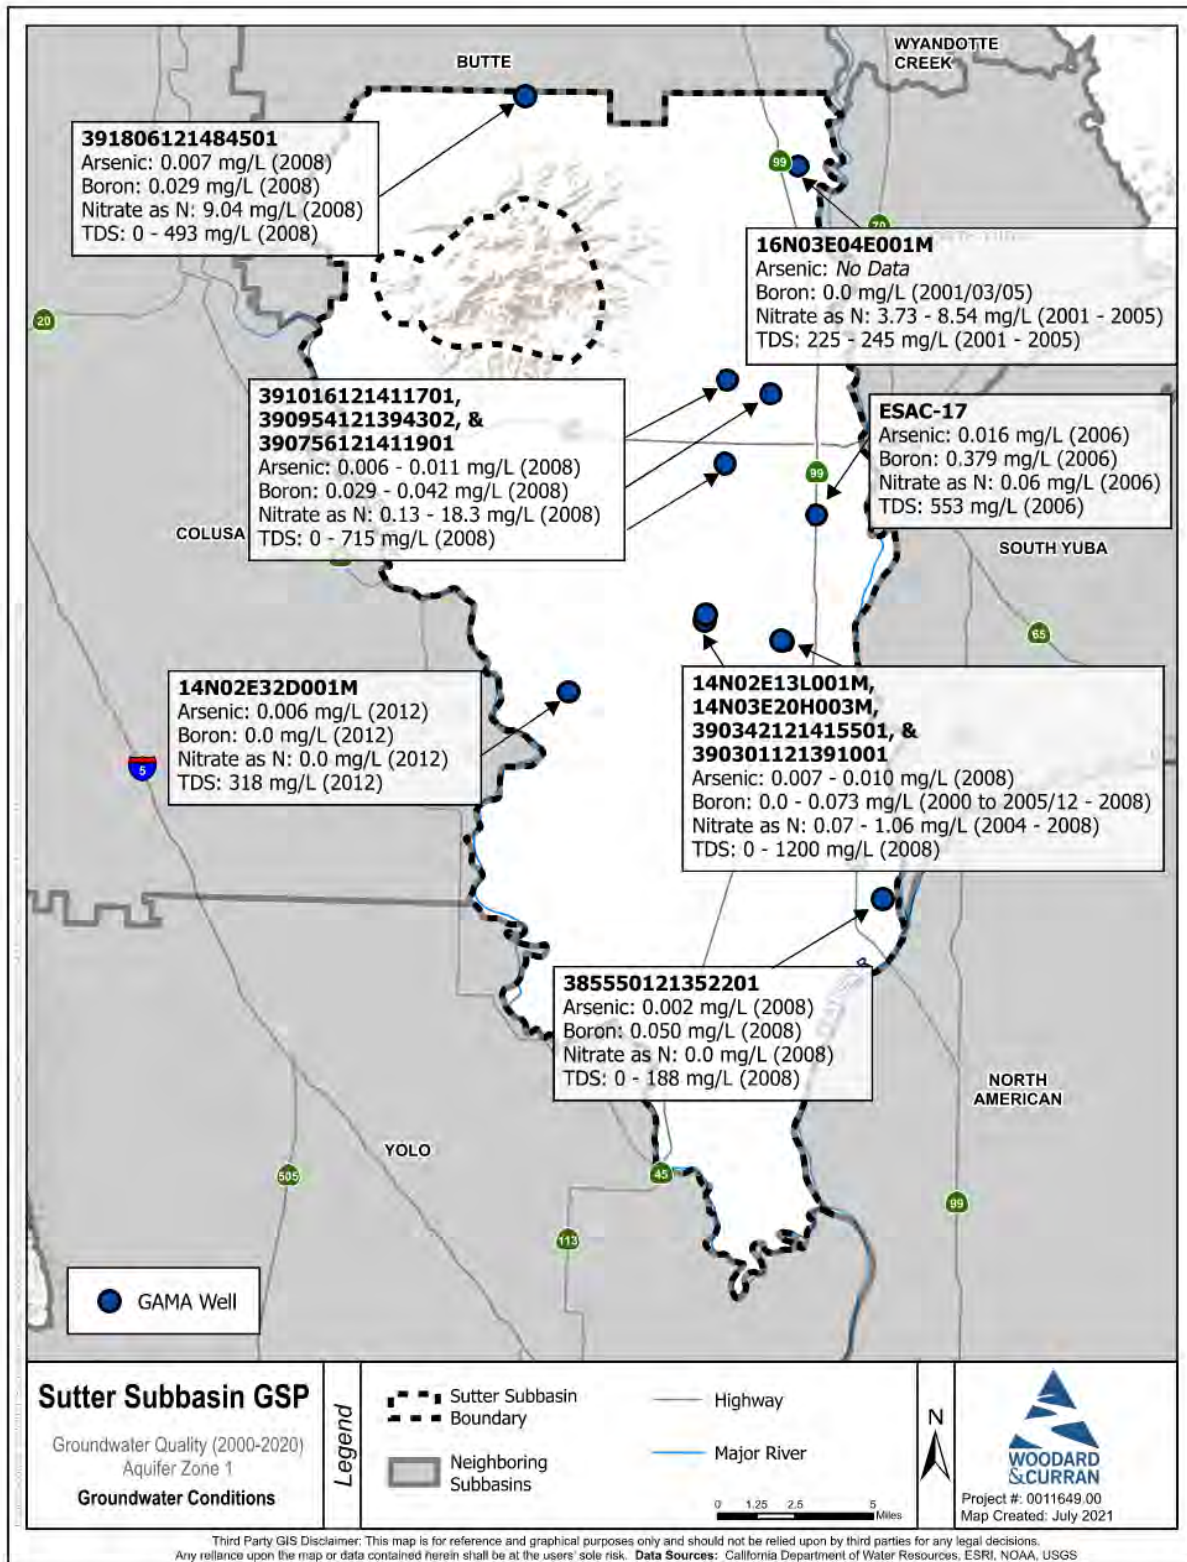 BUTTE
WYANDOTTE
CREEK
391806121484501
Arsenic: 0.007 mg/L (2008)
Boron: 0.029 mg/L (2008)
Nitrate as N: 9.04 mg/L (2008)
TDS: 0 - 493 mg/L (2008)
99
70
16N03E04E001M
Arsenic: No Data
Boron: 0.0 mg/L (2001/03/05)
Nitrate as N: 3.73 - 8.54 mg/L (2001 - 2005)
TDS: 225 - 245 mg/L (2001 - 2005)
20
391016121411701,
390954121394302, &
390756121411901
Arsenic: 0.006 - 0.011 mg/L (2008)
Boron: 0.029 - 0.042 mg/L (2008)
Nitrate as N: 0.13 - 18.3 mg/L (2008)
TDS: 0 - 715 mg/L (2008)
ESAC-17
Arsenic: 0.016 mg/L (2006)
Boron: 0.379 mg/L (2006)
Nitrate as N: 0.06 mg/L (2006)
TDS: 553 mg/L (2006)
99
COLUSA
SOUTH YUBA
65
14N02E32D001M
Arsenic: 0.006 mg/L (2012)
Boron: 0.0 mg/L (2012)
Nitrate as N: 0.0 mg/L (2012)
TDS: 318 mg/L (2012)
14N02E13L001M,
14N03E20H003M,
390342121415501, &
390301121391001
Arsenic: 0.007 - 0.010 mg/L (2008)
Boron: 0.0 - 0.073 mg/L (2000 to 2005/12 - 2008)
Nitrate as N: 0.07 - 1.06 mg/L (2004 - 2008)
TDS: 0 - 1200 mg/L (2008)
5
385550121352201
Arsenic: 0.002 mg/L (2008)
Boron: 0.050 mg/L (2008)
Nitrate as N: 0.0 mg/L (2008)
TDS: 0 - 188 mg/L (2008)
NORTH
AMERICAN
YOLO
505
45
99
113
GAMA Well
Sutter Subbasin GSP
Groundwater Quality (2000-2020)
Aquifer Zone 1
Groundwater Conditions
Legend
Sutter Subbasin
Boundary
Neighboring
Subbasins
Highway
Major River
0 1.25 2.5 5
Miles
N
WOODARD
&CURRAN
Project #: 0011649.00
Map Created: July 2021
Third Party GIS Disclaimer: This map is for reference and graphical purposes only and should not be relied upon by third parties for any legal decisions.
Any reliance upon the map or data contained herein shall be at the users' sole risk. Data Sources: California Department of Water Resources, ESRI, NOAA, USGS